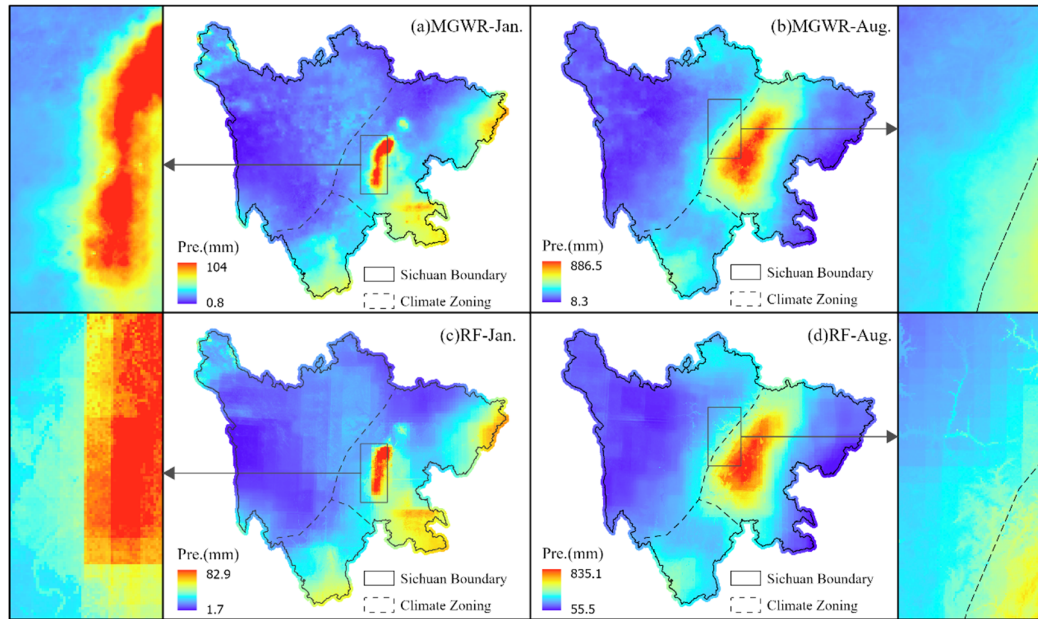 (a)MGWR-Jan.
Pre.(mm)
104
0.8
Sichuan Boundary
Climate Zoning
(b)MGWR-Aug.
Pre.(mm)
886.5
8.3
Sichuan Boundary
Climate Zoning
(c)RF-Jan.
Pre.(mm)
82.9
1.7
Sichuan Boundary
Climate Zoning
(d)RF-Aug.
Pre.(mm)
835.1
55.5
Sichuan Boundary
Climate Zoning